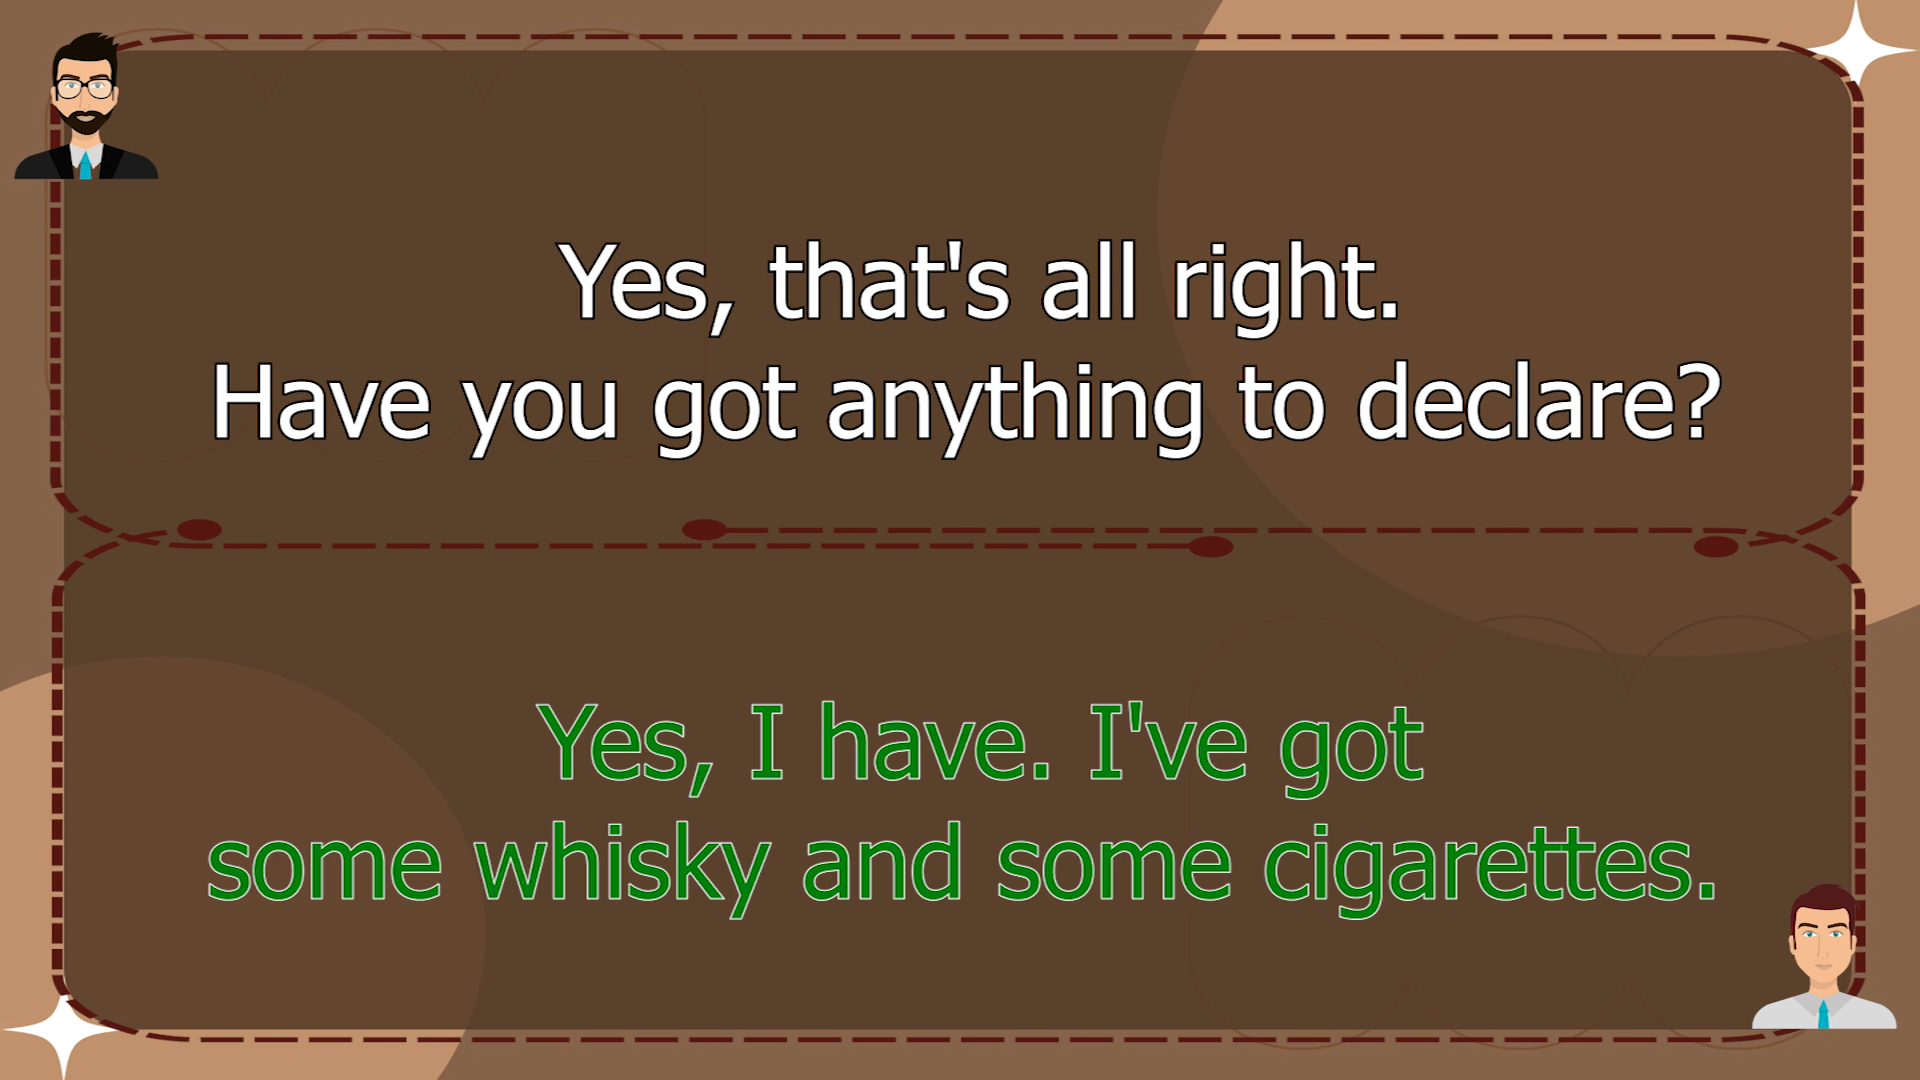 Yes, that's all right.
Have you got anything to declare?
Yes, I have. I've got
some whisky and some cigarettes.